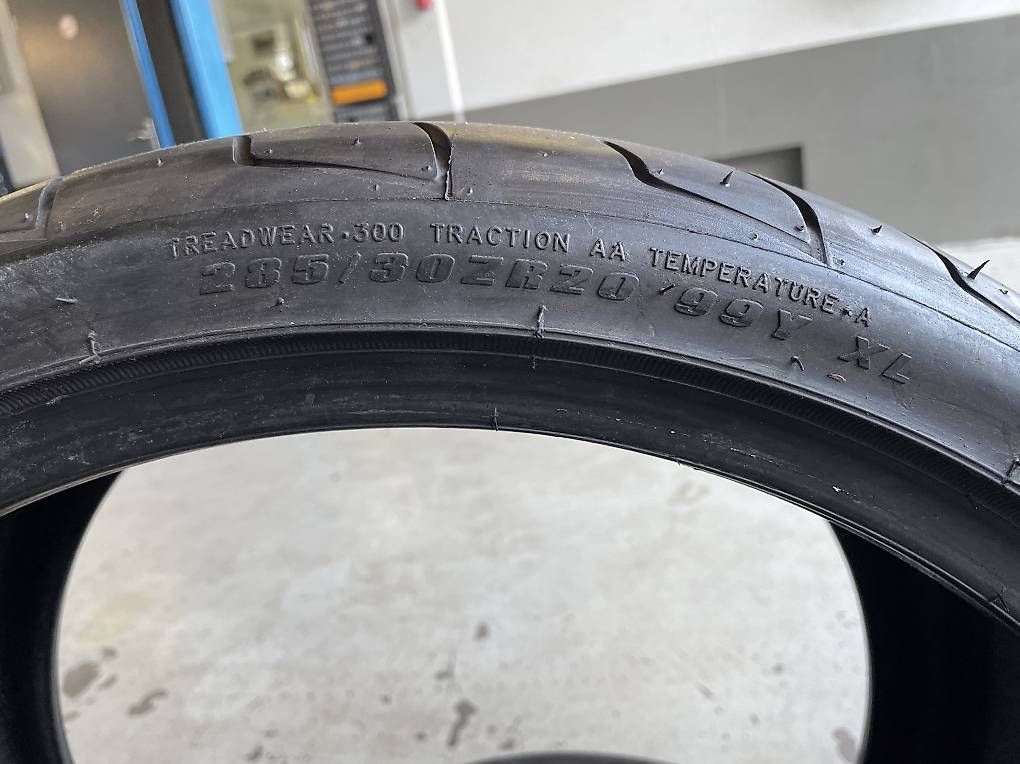 TREADWEAR·300 TRACTION AA TEMPERATURE·A
285/30ZR20 99Y XL